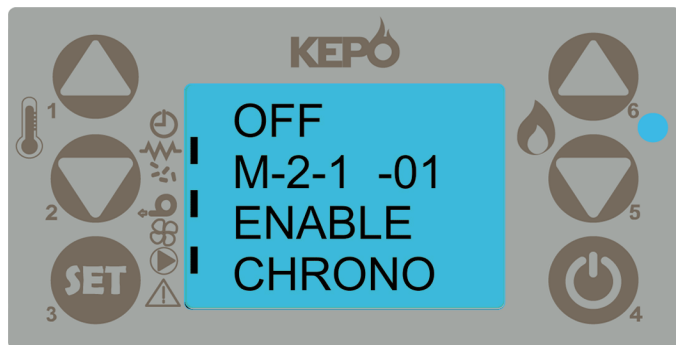 KEPO
OFF
M-2-1 -01
ENABLE
CHRONO
1
2
SET
3
6
5
4